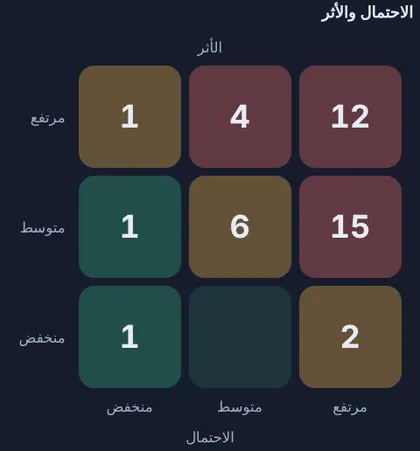 الاحتمال والأثر
الأثر
مرتفع 1 4 12
متوسط 1 6 15
منخفض 1 2
منخفض متوسط مرتفع
الاحتمال